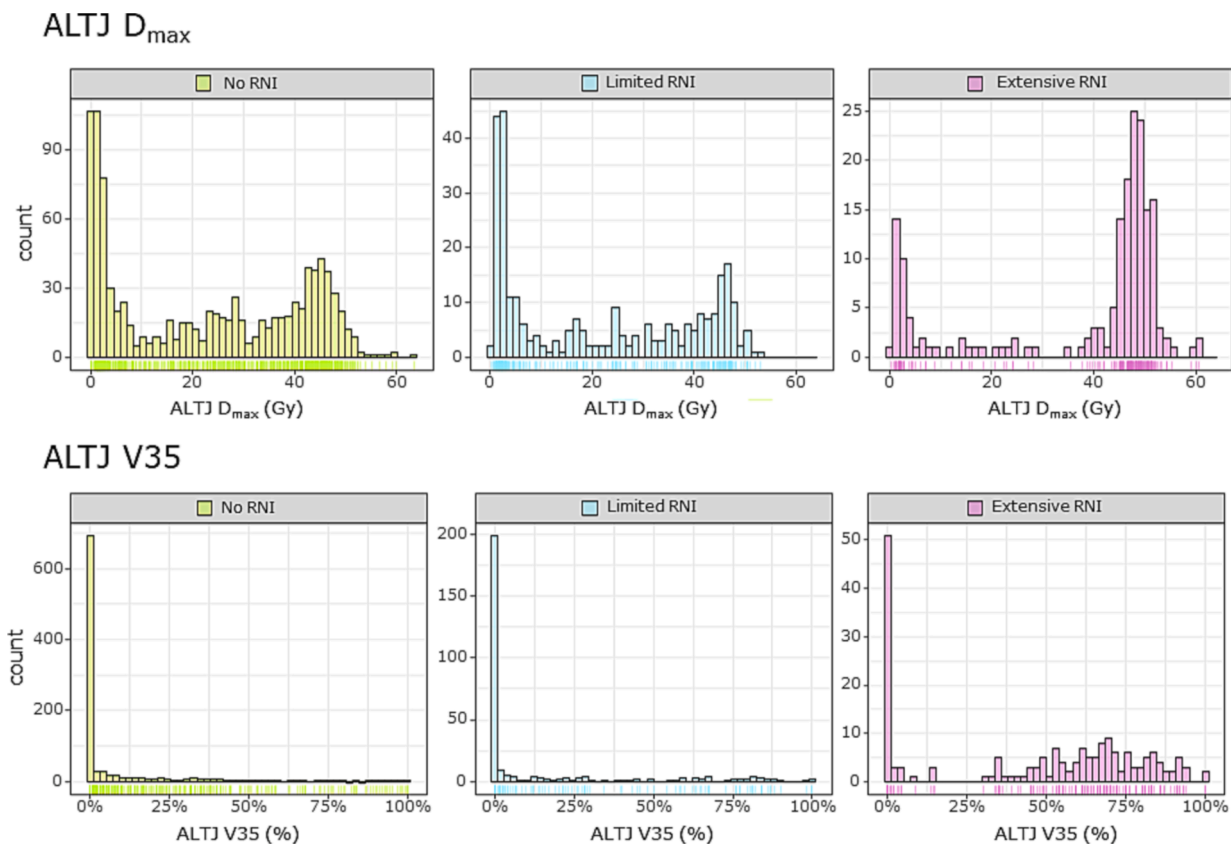 ALTJ Dmax
No RNI
Limited RNI
Extensive RNI
count
90
60
30
0
0 20 40 60
ALTJ Dmax (Gy)
40
30
20
10
0
0 20 40 60
ALTJ Dmax (Gy)
25
20
15
10
5
0
0 20 40 60
ALTJ Dmax (Gy)
ALTJ V35
No RNI
Limited RNI
Extensive RNI
count
600
400
200
0
0% 25% 50% 75% 100%
ALTJ V35 (%)
200
150
100
50
0
0% 25% 50% 75% 100%
ALTJ V35 (%)
50
40
30
20
10
0
0% 25% 50% 75% 100%
ALTJ V35 (%)